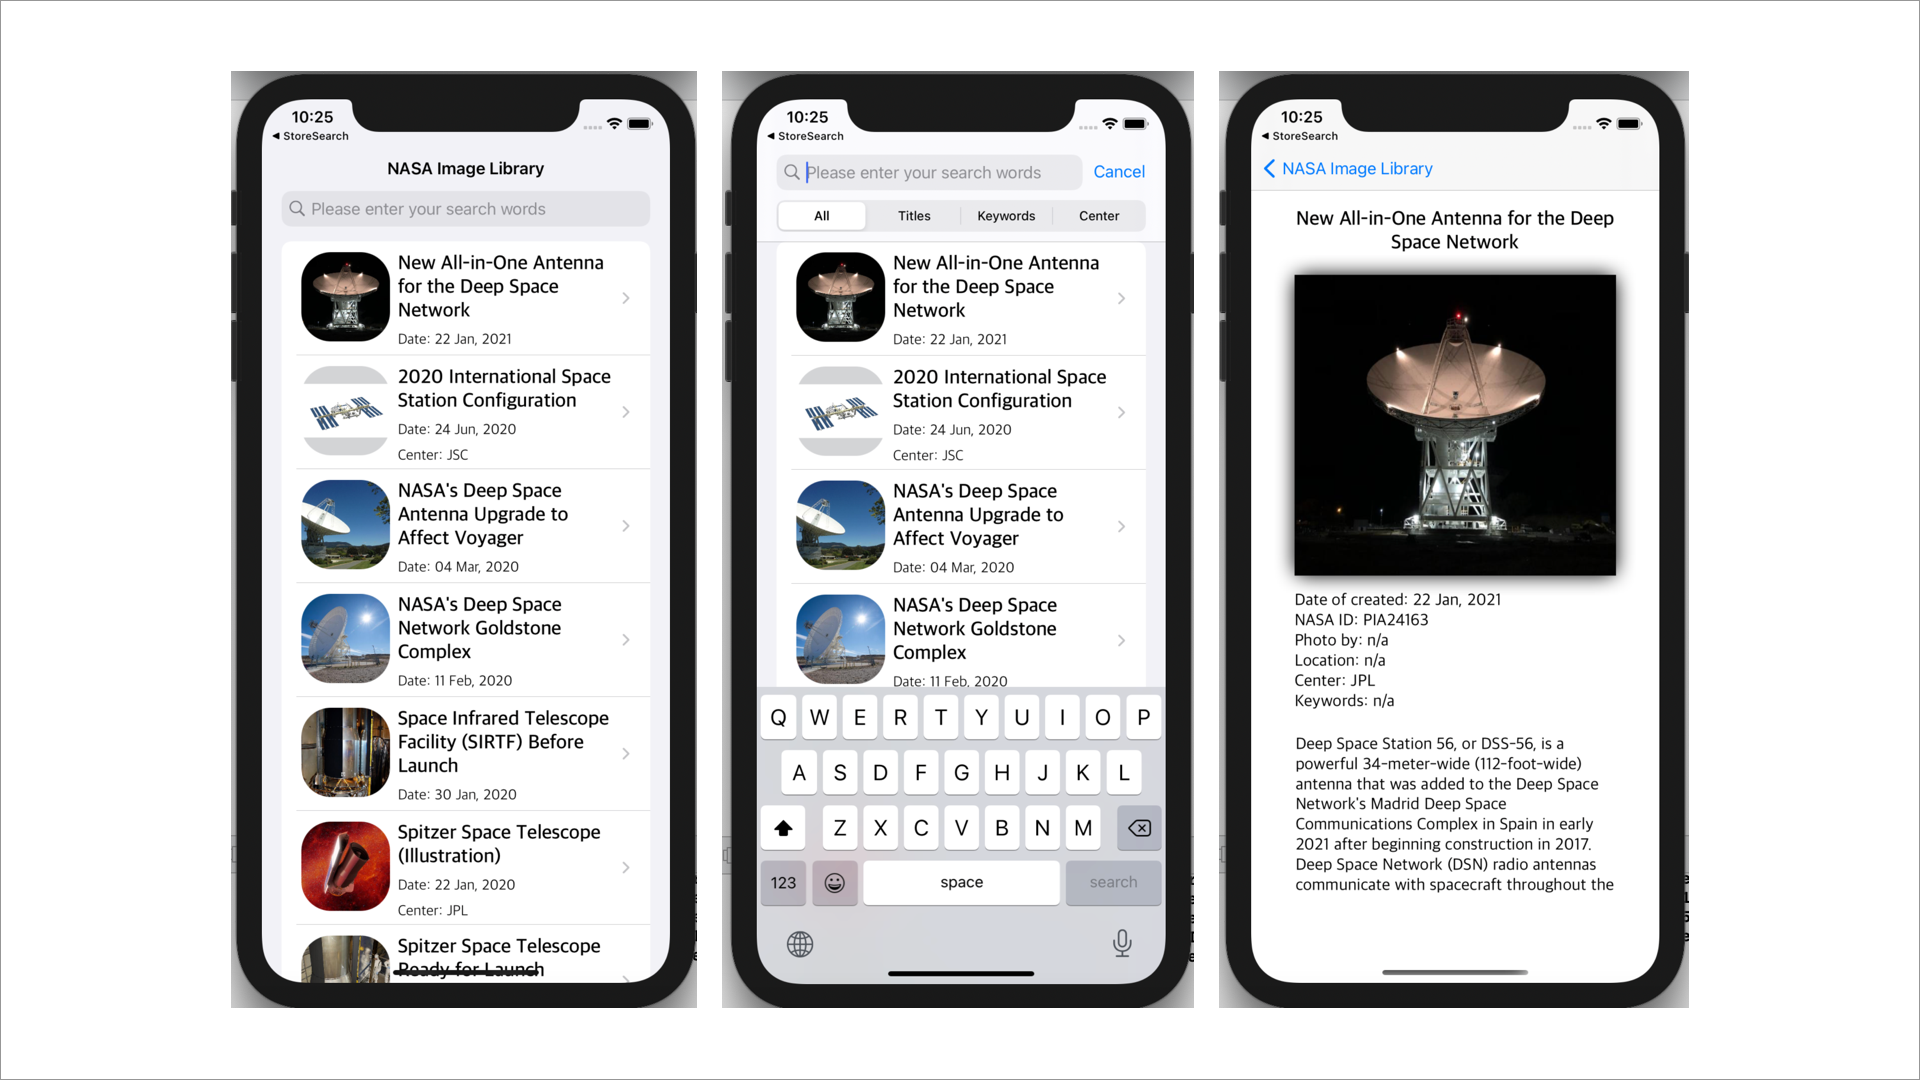 10:25
StoreSearch
NASA Image Library
Please enter your search words
New All-in-One Antenna
for the Deep Space
Network
Date: 22 Jan, 2021
2020 International Space
Station Configuration
Date: 24 Jun, 2020
Center: JSC
NASA's Deep Space
Antenna Upgrade to
Affect Voyager
Date: 04 Mar, 2020
NASA's Deep Space
Network Goldstone
Complex
Date: 11 Feb, 2020
Space Infrared Telescope
Facility (SIRTF) Before
Launch
Date: 30 Jan, 2020
Spitzer Space Telescope
(Illustration)
Date: 22 Jan, 2020
Center: JPL
Spitzer Space Telescope
Ready for Launch
10:25
StoreSearch
Please enter your search words
Cancel
All Titles Keywords Center
New All-in-One Antenna
for the Deep Space
Network
Date: 22 Jan, 2021
2020 International Space
Station Configuration
Date: 24 Jun, 2020
Center: JSC
NASA's Deep Space
Antenna Upgrade to
Affect Voyager
Date: 04 Mar, 2020
NASA's Deep Space
Network Goldstone
Complex
Date: 11 Feb, 2020
Q W E R T Y U I O P
A S D F G H J K L
Z X C V B N M
123 space search
10:25
StoreSearch
NASA Image Library
New All-in-One Antenna for the Deep
Space Network
Date of created: 22 Jan, 2021
NASA ID: PIA24163
Photo by: n/a
Location: n/a
Center: JPL
Keywords: n/a
Deep Space Station 56, or DSS-56, is a
powerful 34-meter-wide (112-foot-wide)
antenna that was added to the Deep Space
Network's Madrid Deep Space
Communications Complex in Spain in early
2021 after beginning construction in 2017.
Deep Space Network (DSN) radio antennas
communicate with spacecraft throughout the